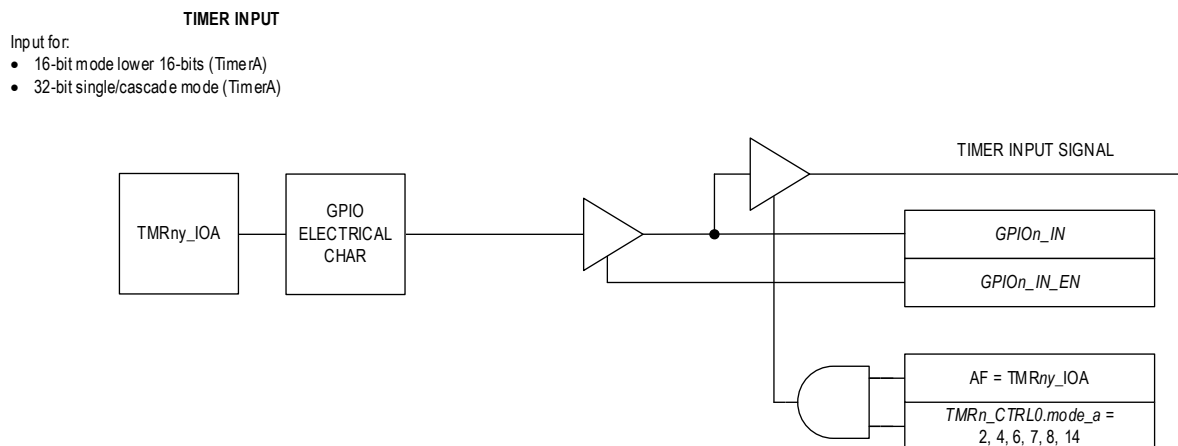 TIMER INPUT
Input for:
• 16-bit mode lower 16-bits (TimerA)
• 32-bit single/cascade mode (TimerA)
TIMER INPUT SIGNAL
TMRny_IOA
GPIO
ELECTRICAL
CHAR
GPIOn_IN
GPIOn_IN_EN
AF = TMRny_IOA
TMRn_CTRL0.mode_a =
2, 4, 6, 7, 8, 14